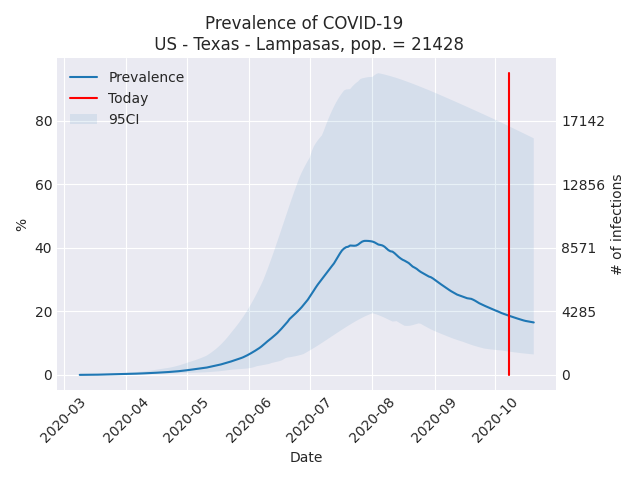 Prevalence of COVID-19
US - Texas - Lampasas, pop. = 21428
Prevalence
Today
95CI
80
60
40
20
0
%
17142
12856
8571
4285
0
# of infections
2020-03
2020-04
2020-05
2020-06
2020-07
2020-08
2020-09
2020-10
Date